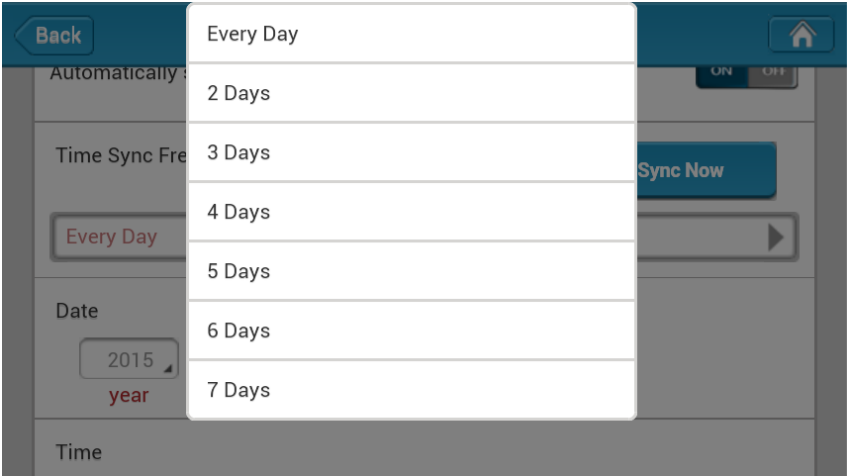 Back
Every Day
Automatically
ON OFF
2 Days
Time Sync Fre
3 Days
Sync Now
4 Days
Every Day
5 Days
Date
6 Days
2015
year
7 Days
Time